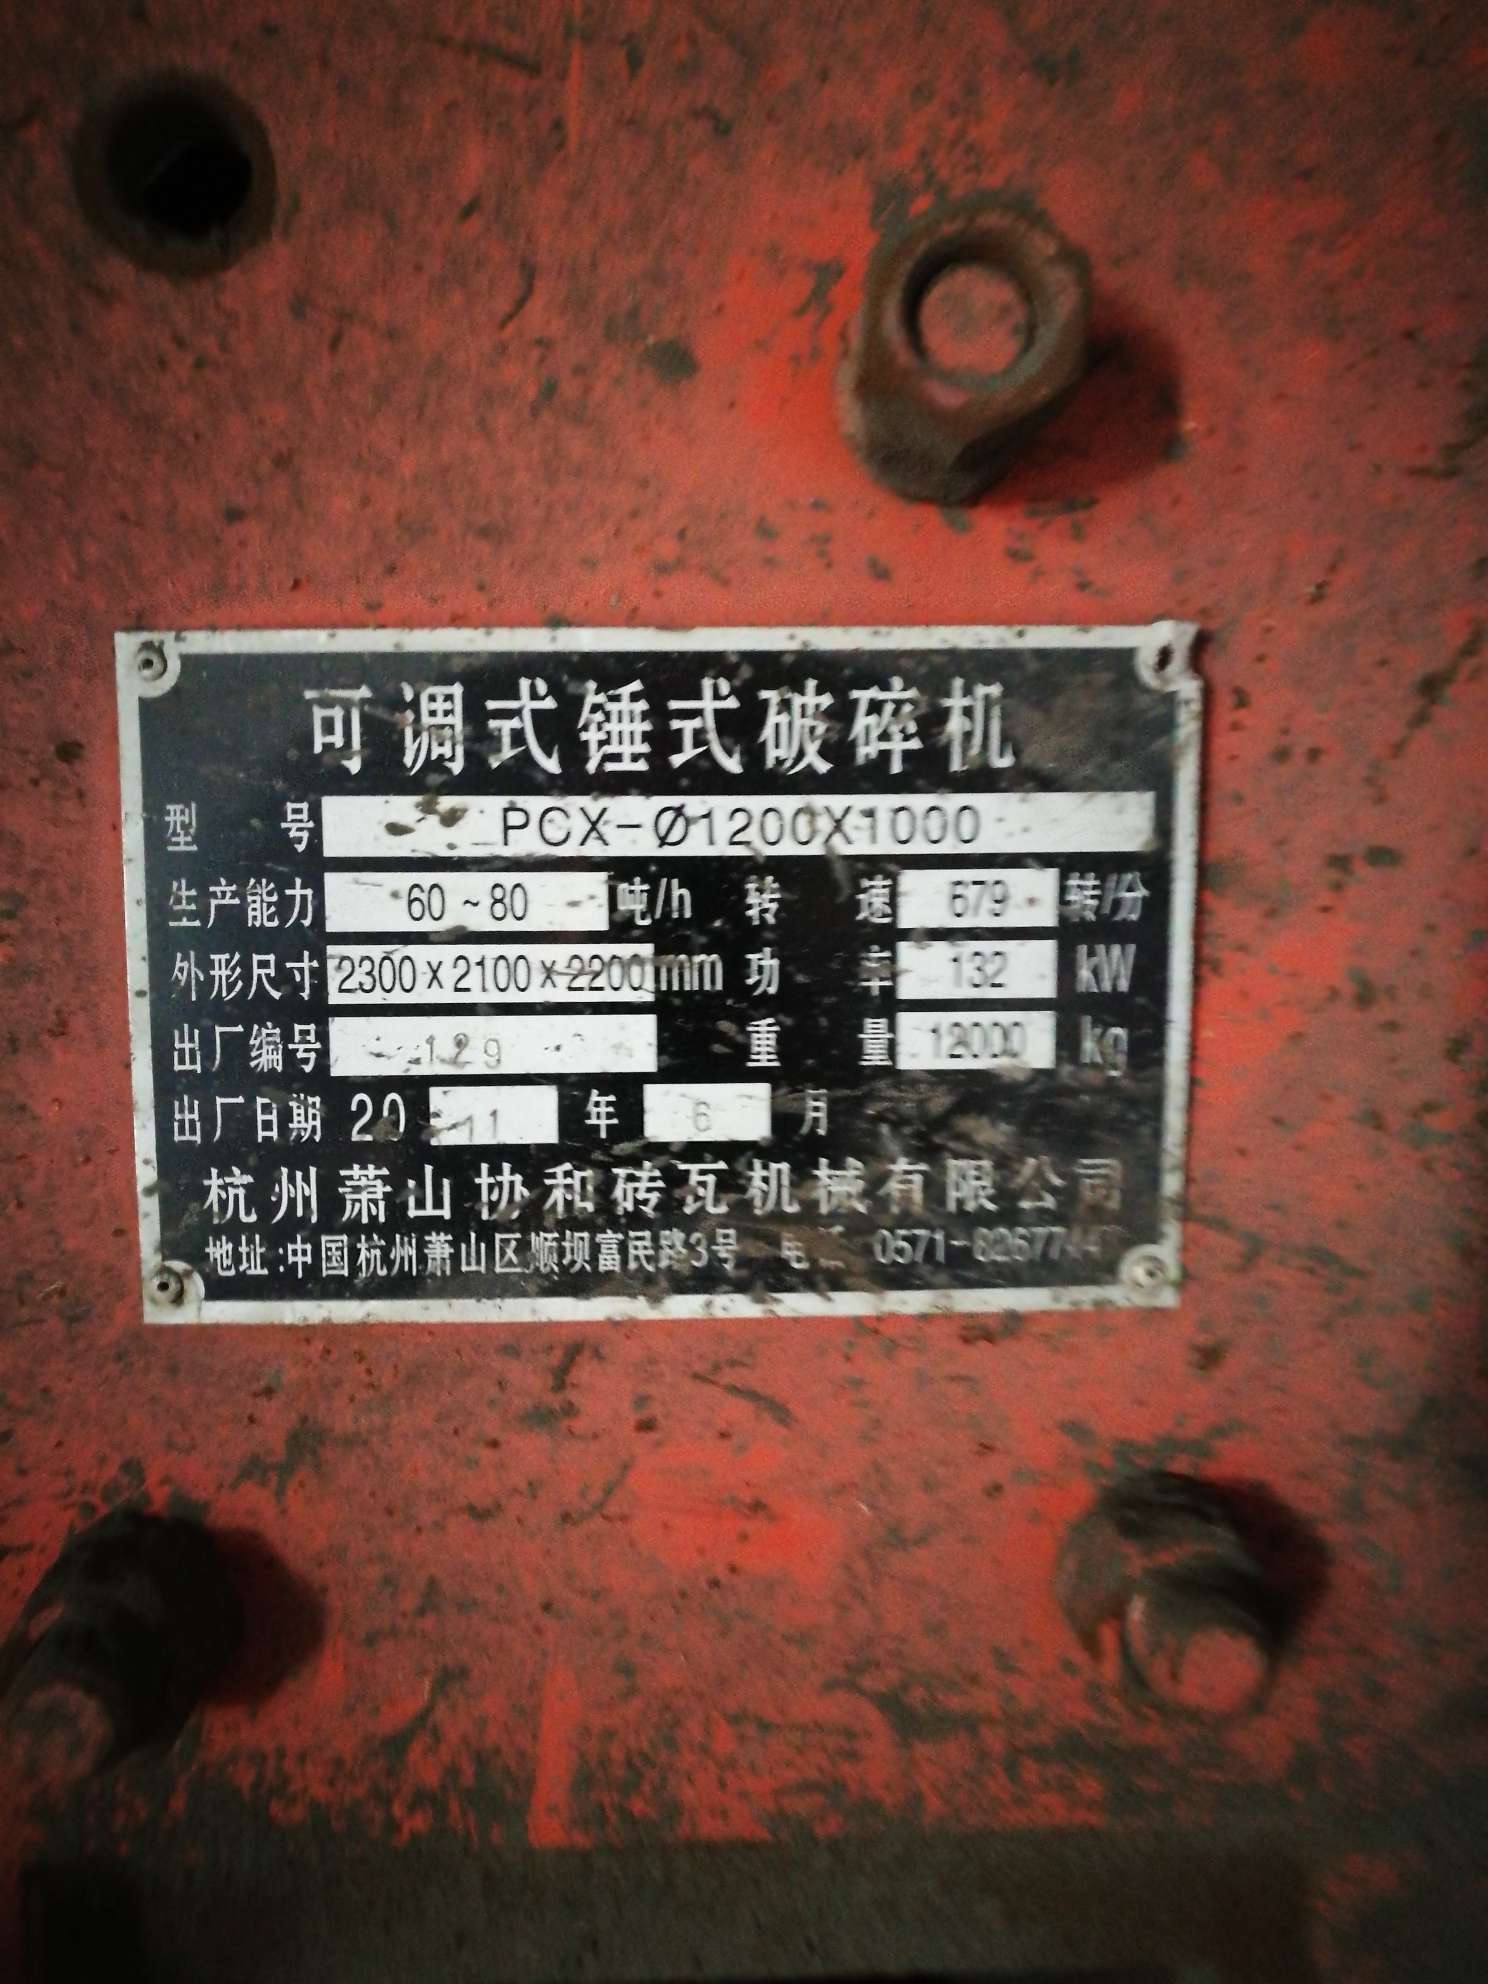 可调式锤式破碎机
型号 PCX-Ø1200X1000
生产能力 60~80 吨/h 转速 679 转/分
外形尺寸 2300x2100x2200 mm 功率 132 kW
出厂编号 129 重量 kg
出厂日期 2011 年 6 月
杭州萧山协和砖瓦机械有限公司
地址:中国杭州萧山区顺坝富民路3号 电话